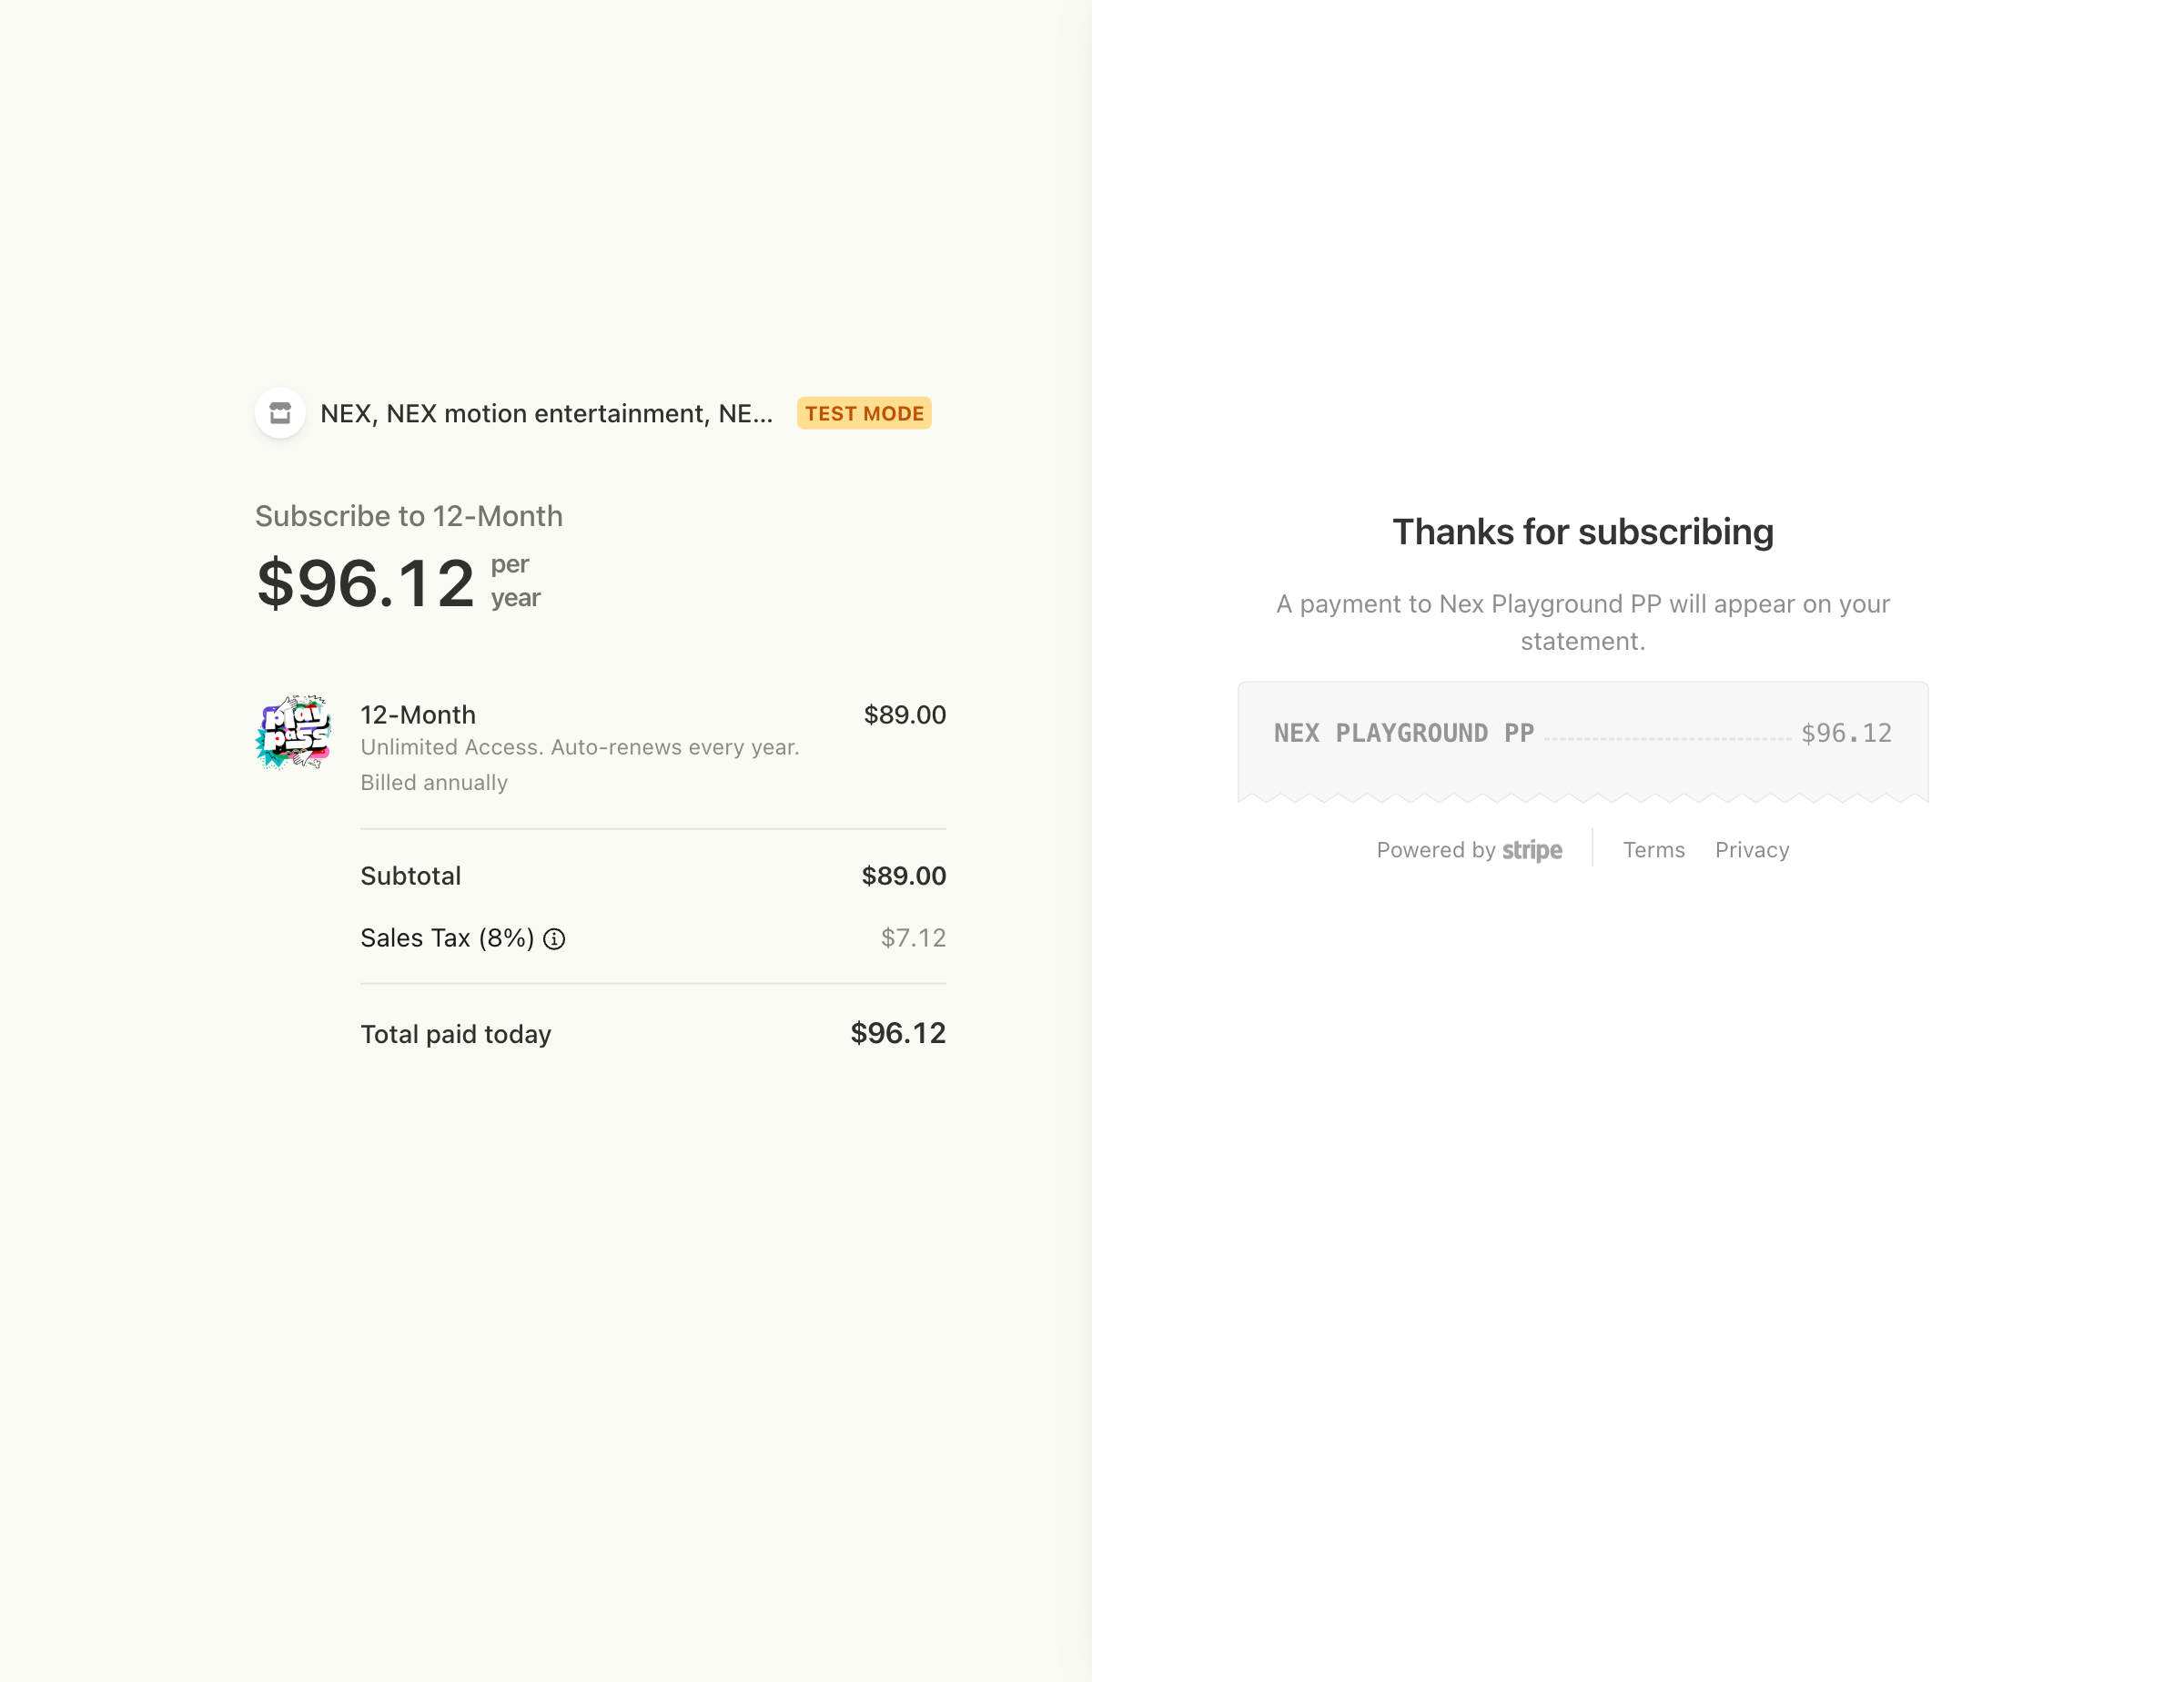 NEX, NEX motion entertainment, NE... TEST MODE
Subscribe to 12-Month
$96.12 per year
play pass
12-Month $89.00
Unlimited Access. Auto-renews every year.
Billed annually
Subtotal $89.00
Sales Tax (8%) $7.12
Total paid today $96.12
Thanks for subscribing
A payment to Nex Playground PP will appear on your
statement.
NEX PLAYGROUND PP $96.12
Powered by stripe Terms Privacy